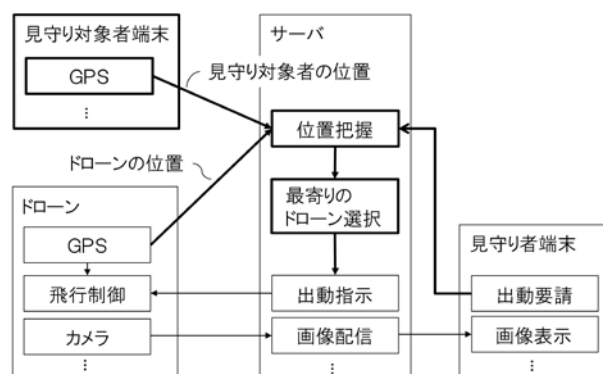 見守り対象者端末
GPS
⋮
見守り対象者の位置
サーバ
位置把握
ドローンの位置
最寄りの
ドローン選択
ドローン
GPS
飛行制御
カメラ
⋮
出動指示
画像配信
⋮
見守り者端末
出動要請
画像表示
⋮